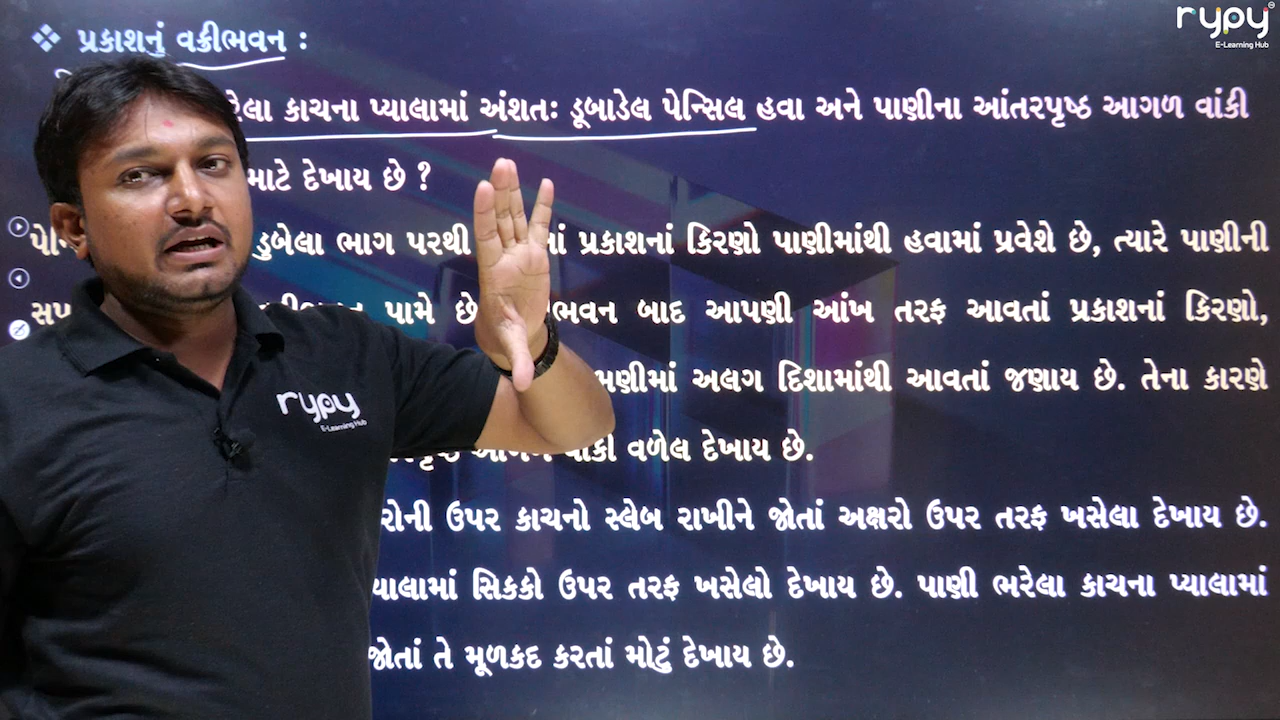 rypy
E-Learning Hub
❖ પ્રકાશનું વક્રીભવન :
કાચના પ્યાલામાં અંશતઃ ડૂબાડેલ પેન્સિલ હવા અને પાણીના આંતરપૃષ્ઠ આગળ વાંકી
માટે દેખાય છે ?
ડુબેલા ભાગ પરથી પ્રકાશનાં કિરણો પાણીમાંથી હવામાં પ્રવેશે છે, ત્યારે પાણીની
પામે છે બાદ આપણી આંખ તરફ આવતાં પ્રકાશનાં કિરણો,
અલગ દિશામાંથી આવતાં જણાય છે. તેના કારણે
વળેલ દેખાય છે.
ઉપર કાચનો સ્લેબ રાખીને જોતાં અક્ષરો ઉપર તરફ ખસેલા દેખાય છે.
સિકકો ઉપર તરફ ખસેલો દેખાય છે. પાણી ભરેલા કાચના પ્યાલામાં
જોતાં તે મૂળકદ કરતાં મોટું દેખાય છે.
rypy
E-Learning Hub